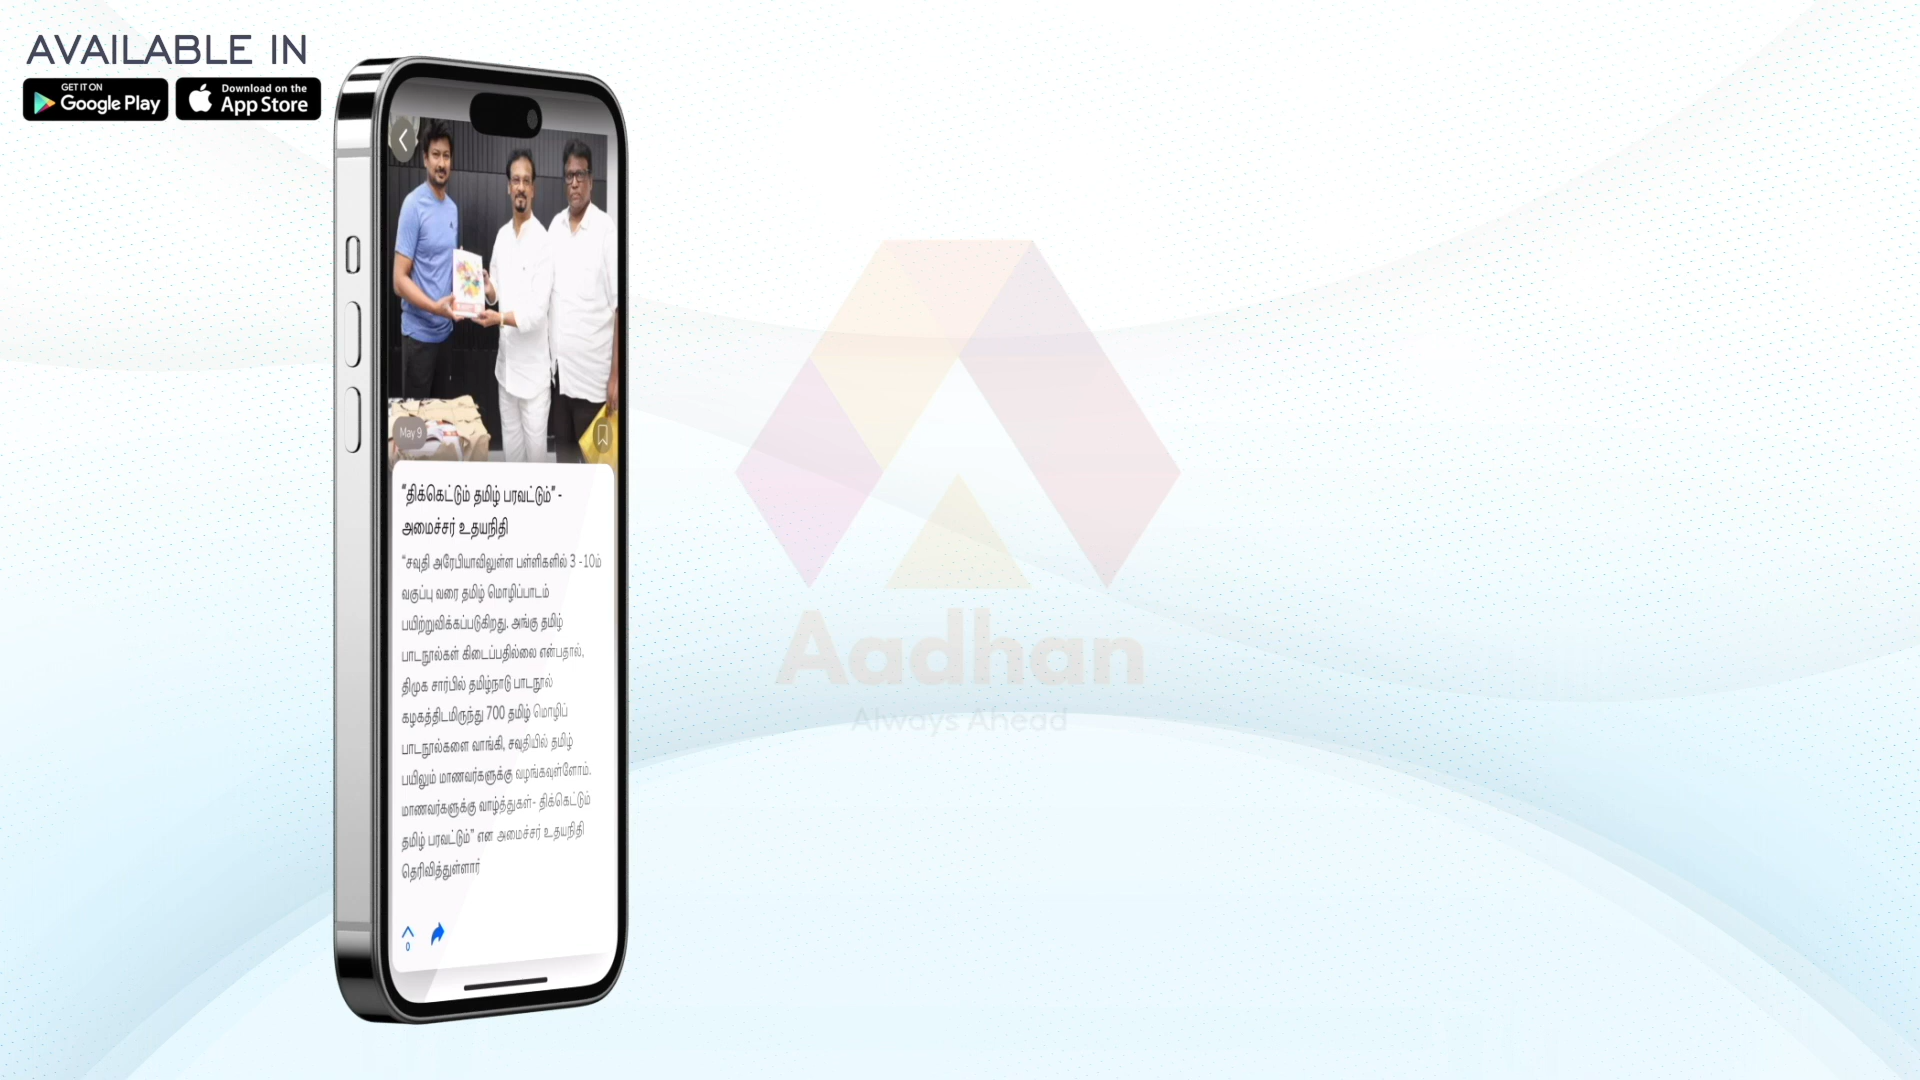 AVAILABLE IN
GET IT ON
Google Play
Download on the
App Store
May 9
“திக்கெட்டும் தமிழ் பரவட்டும்” -
அமைச்சர் உதயநிதி
“சவுதி அரேபியாவிலுள்ள பள்ளிகளில் 3 -10ம்
வகுப்பு வரை தமிழ் மொழிப்பாடம்
பயிற்றுவிக்கப்படுகிறது. அங்கு தமிழ்
பாடநூல்கள் கிடைப்பதில்லை என்பதால்,
திமுக சார்பில் தமிழ்நாடு பாடநூல்
கழகத்திடமிருந்து 700 தமிழ் மொழிப்
பாடநூல்களை வாங்கி, சவுதியில் தமிழ்
பயிலும் மாணவர்களுக்கு வழங்கவுள்ளோம்.
மாணவர்களுக்கு வாழ்த்துகள்- திக்கெட்டும்
தமிழ் பரவட்டும்” என அமைச்சர் உதயநிதி
தெரிவித்துள்ளார்
0
Aadhan
Always Ahead